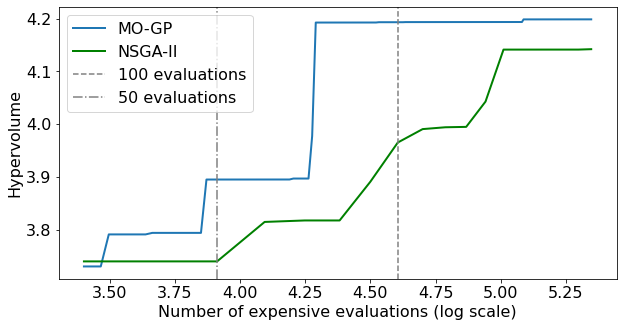 MO-GP
NSGA-II
100 evaluations
50 evaluations
Hypervolume
4.2
4.1
4.0
3.9
3.8
3.50 3.75 4.00 4.25 4.50 4.75 5.00 5.25
Number of expensive evaluations (log scale)